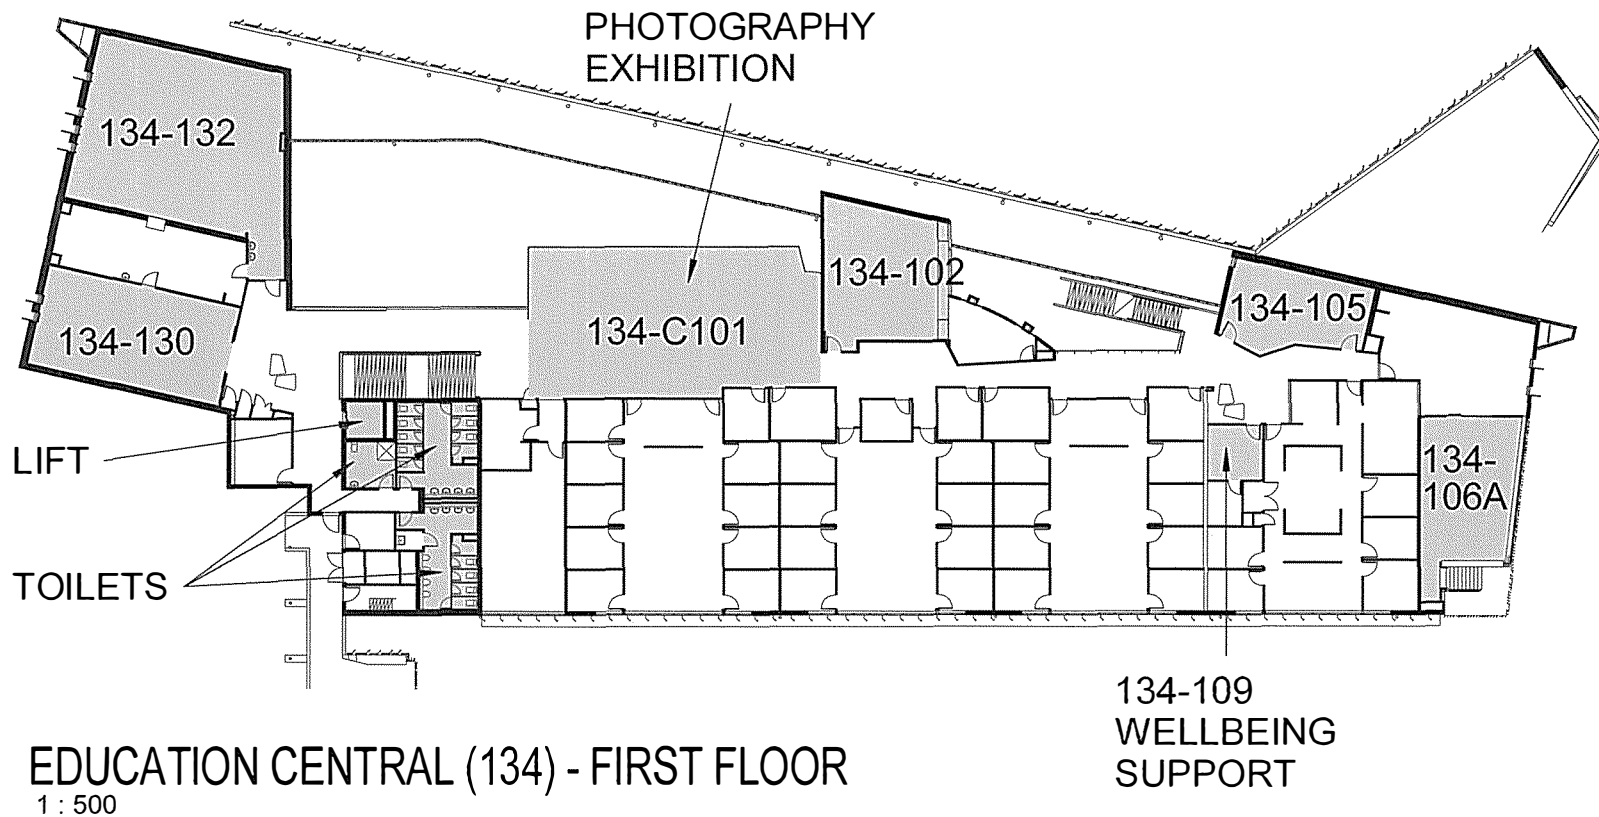 PHOTOGRAPHY
EXHIBITION
134-132
134-102
134-105
134-C101
134-130
LIFT
134-
106A
TOILETS
134-109
WELLBEING
SUPPORT
EDUCATION CENTRAL (134) - FIRST FLOOR
1 : 500